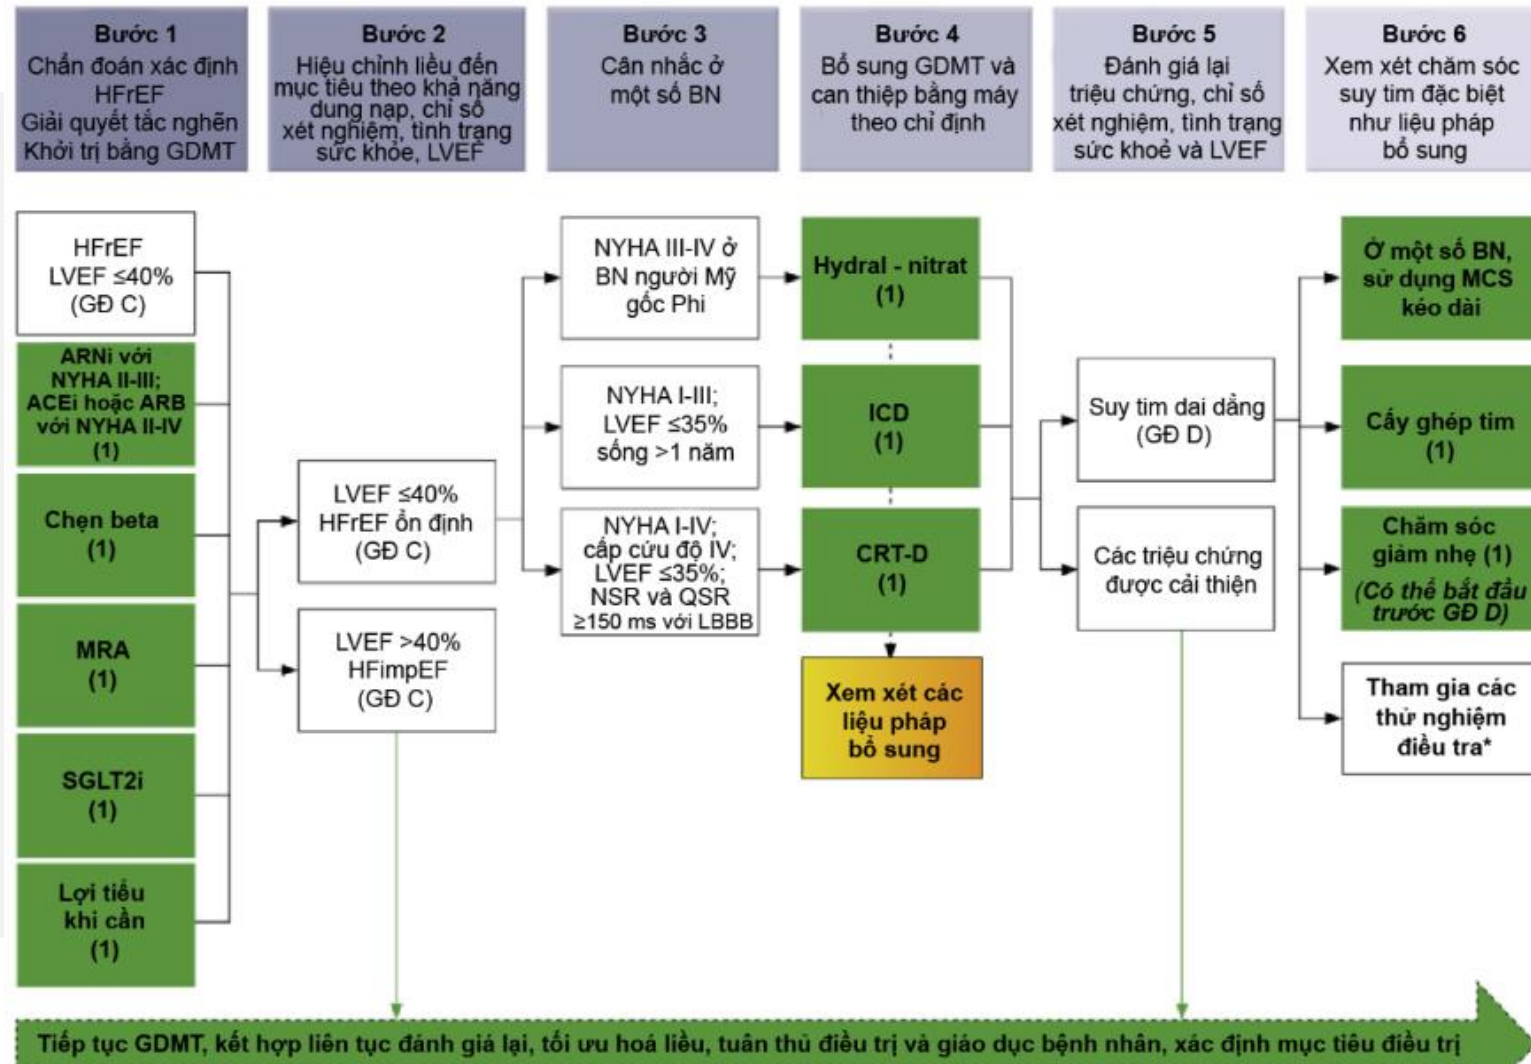 Bước 1
Chẩn đoán xác định
HFrEF
Giải quyết tắc nghẽn
Khởi trị bằng GDMT
Bước 2
Hiệu chỉnh liều đến
mục tiêu theo khả năng
dung nạp, chỉ số
xét nghiệm, tình trạng
sức khỏe, LVEF
Bước 3
Cân nhắc ở
một số BN
Bước 4
Bổ sung GDMT và
can thiệp bằng máy
theo chỉ định
Bước 5
Đánh giá lại
triệu chứng, chỉ số
xét nghiệm, tình trạng
sức khoẻ và LVEF
Bước 6
Xem xét chăm sóc
suy tim đặc biệt
như liệu pháp
bổ sung
HFrEF
LVEF ≤40%
(GĐ C)
ARNi với
NYHA II-III;
ACEi hoặc ARB
với NYHA II-IV
(1)
Chẹn beta
(1)
MRA
(1)
SGLT2i
(1)
Lợi tiểu
khi cần
(1)
LVEF ≤40%
HFrEF ổn định
(GĐ C)
LVEF >40%
HFimpEF
(GĐ C)
NYHA III-IV ở
BN người Mỹ
gốc Phi
NYHA I-III;
LVEF ≤35%
sống >1 năm
NYHA I-IV;
cấp cứu độ IV;
LVEF ≤35%;
NSR và QSR
≥150 ms với LBBB
Hydral - nitrat
(1)
ICD
(1)
CRT-D
(1)
Xem xét các
liệu pháp
bổ sung
Suy tim dai dẳng
(GĐ D)
Các triệu chứng
được cải thiện
Ở một số BN,
sử dụng MCS
kéo dài
Cấy ghép tim
(1)
Chăm sóc
giảm nhẹ (1)
(Có thể bắt đầu
trước GĐ D)
Tham gia các
thử nghiệm
điều tra*
Tiếp tục GDMT, kết hợp liên tục đánh giá lại, tối ưu hoá liều, tuân thủ điều trị và giáo dục bệnh nhân, xác định mục tiêu điều trị